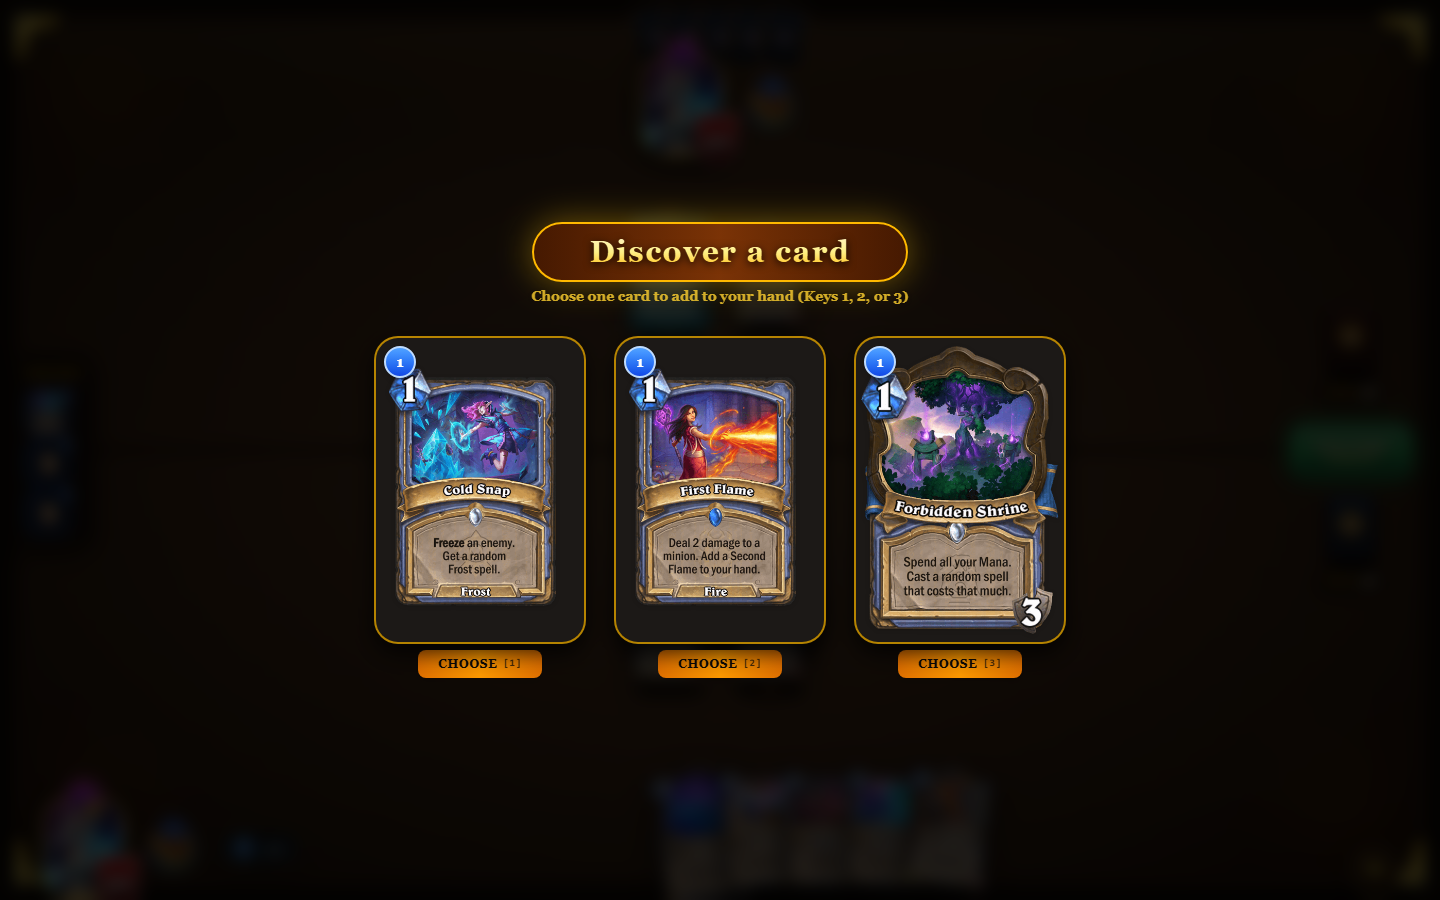 Discover a card
Choose one card to add to your hand (Keys 1, 2, or 3)
1
1
Cold Snap
Freeze an enemy.
Get a random
Frost spell.
Frost
CHOOSE [1]
1
1
First Flame
Deal 2 damage to a
minion. Add a Second
Flame to your hand.
Fire
CHOOSE [2]
1
1
Forbidden Shrine
Spend all your Mana.
Cast a random spell
that costs that much.
3
CHOOSE [3]